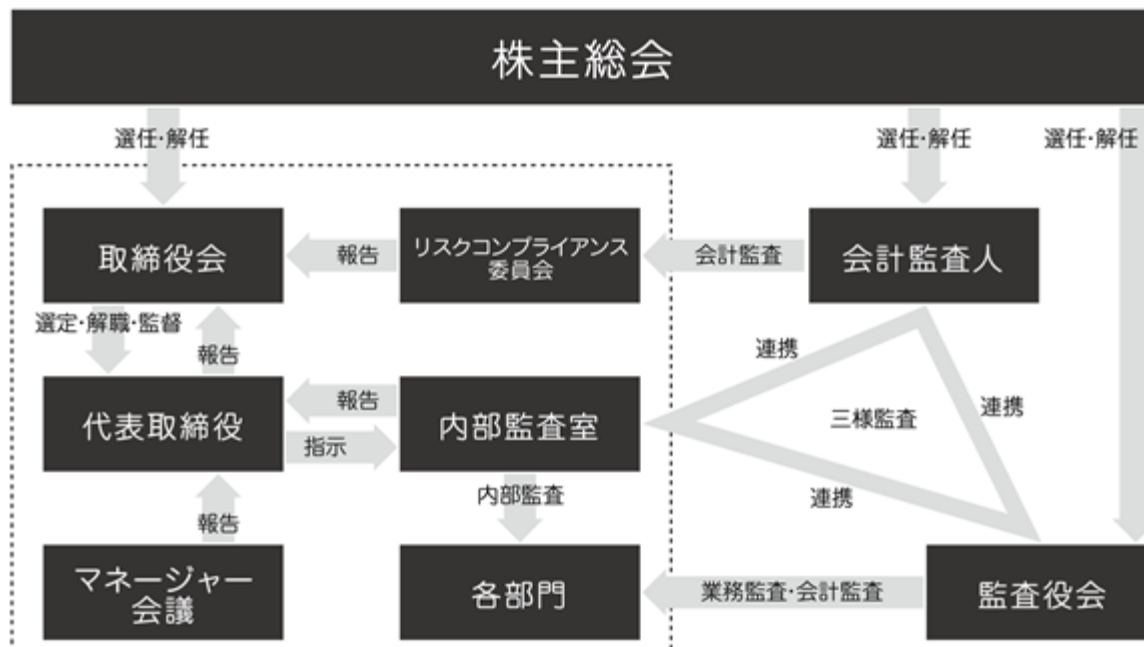 株主総会
選任・解任
選任・解任
選任・解任
取締役会
報告
リスクコンプライアンス
委員会
会計監査
会計監査人
選定・解職・監督
報告
連携
代表取締役
報告
指示
内部監査室
三様監査
連携
内部監査
連携
報告
マネージャー
会議
各部門
業務監査・会計監査
監査役会